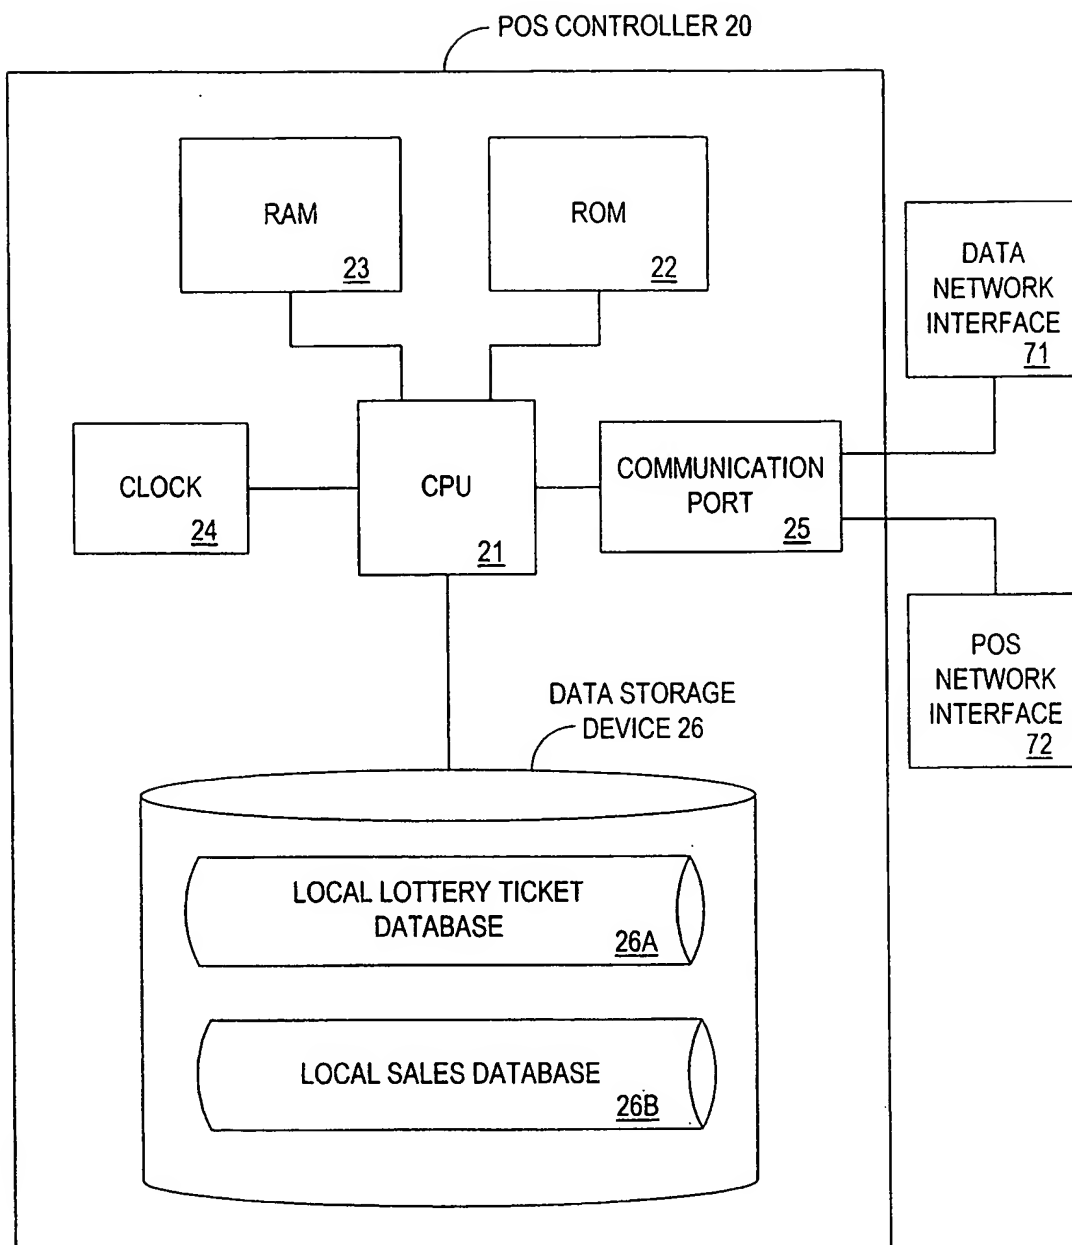 POS CONTROLLER 20
RAM
23
ROM
22
DATA
NETWORK
INTERFACE
71
CLOCK
24
CPU
21
COMMUNICATION
PORT
25
POS
NETWORK
INTERFACE
72
DATA STORAGE
DEVICE 26
LOCAL LOTTERY TICKET
DATABASE
26A
LOCAL SALES DATABASE
26B